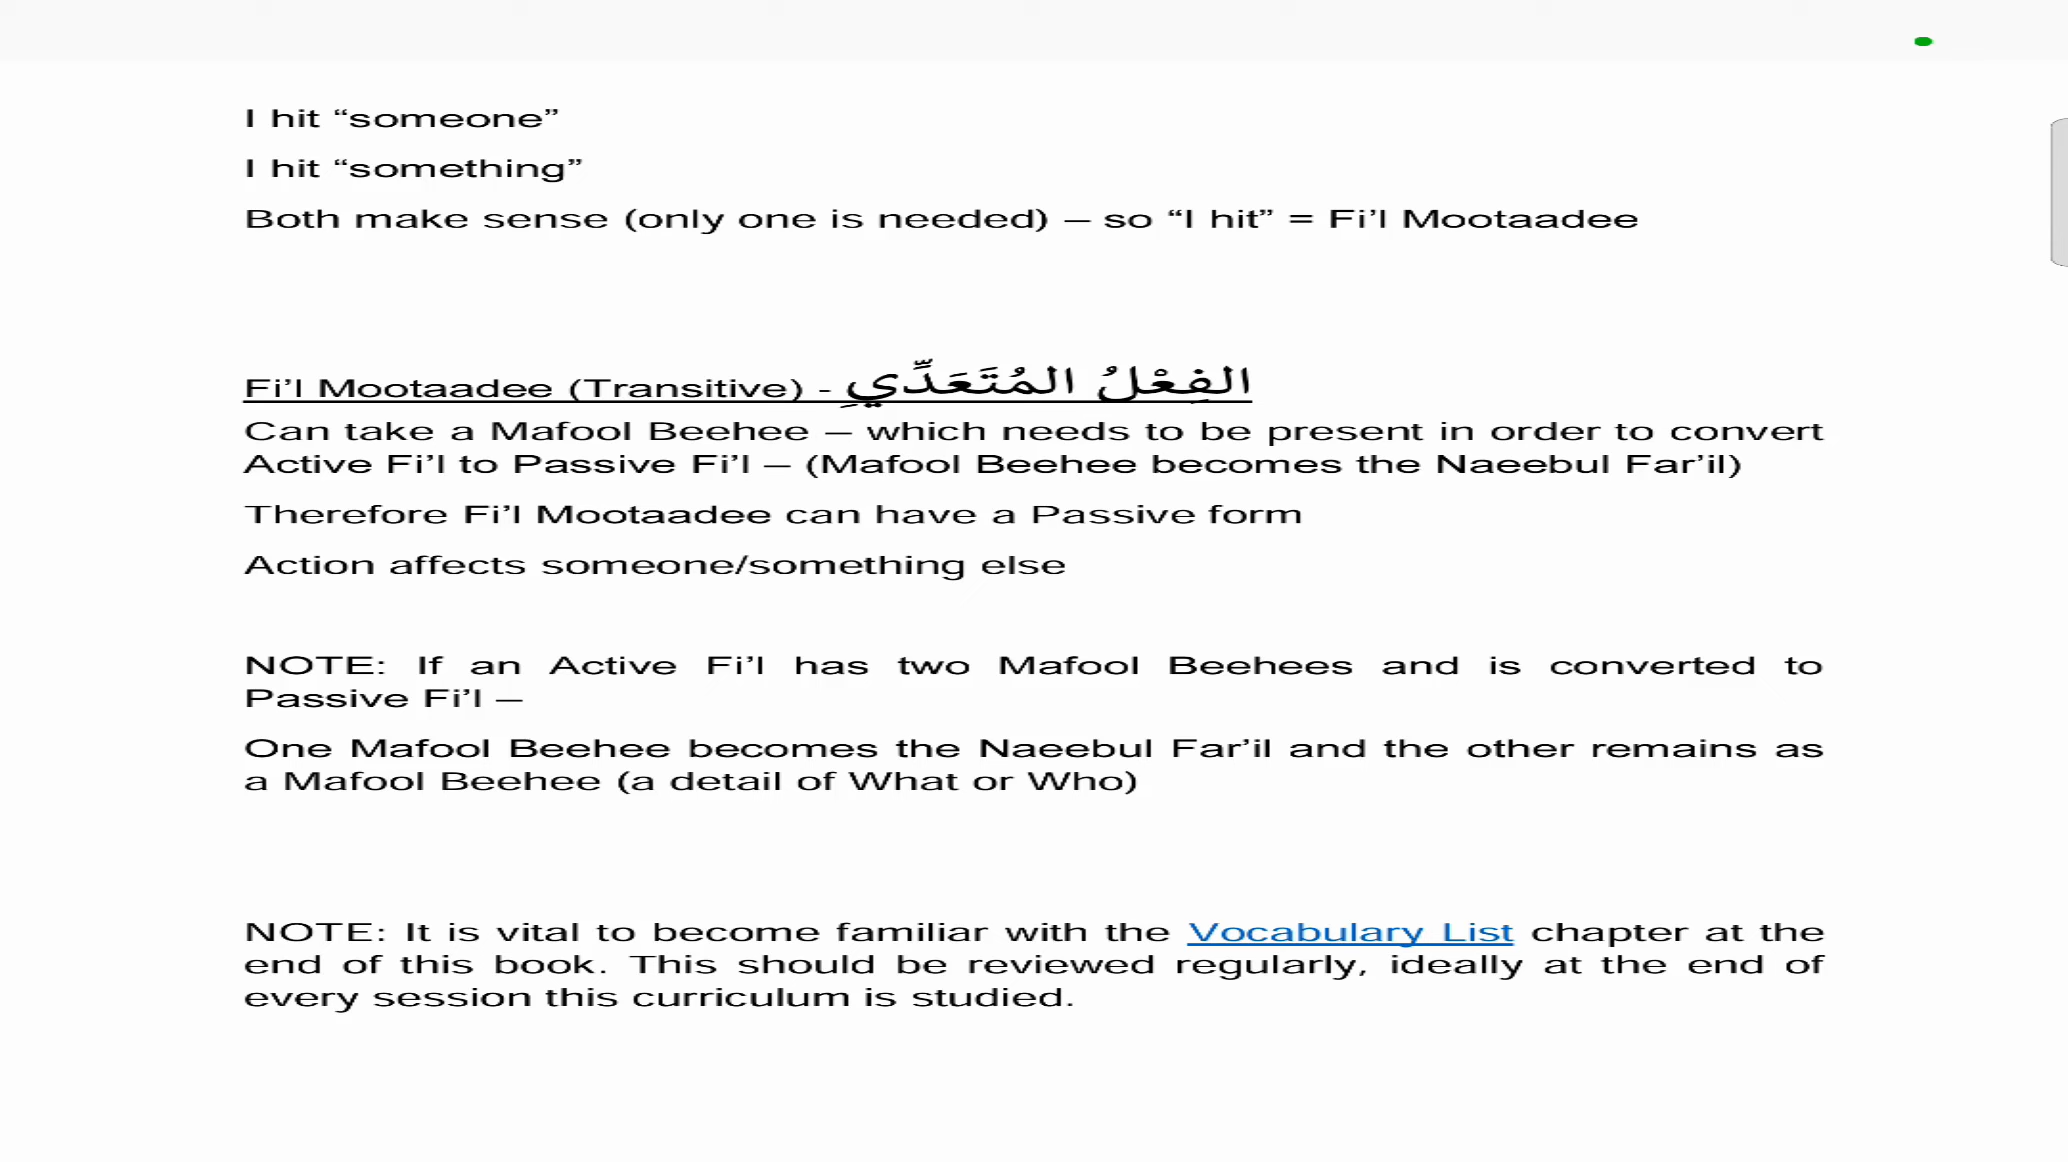 I hit “someone”
I hit “something”
Both make sense (only one is needed) – so “I hit” = Fi’l Mootaadee
Fi’l Mootaadee (Transitive) - الفِعْلُ المُتَعَدِّيِ
Can take a Mafool Beehee – which needs to be present in order to convert
Active Fi’l to Passive Fi’l – (Mafool Beehee becomes the Naeebul Far’il)
Therefore Fi’l Mootaadee can have a Passive form
Action affects someone/something else
NOTE: If an Active Fi’l has two Mafool Beehees and is converted to
Passive Fi’l –
One Mafool Beehee becomes the Naeebul Far’il and the other remains as
a Mafool Beehee (a detail of What or Who)
NOTE: It is vital to become familiar with the Vocabulary List chapter at the
end of this book. This should be reviewed regularly, ideally at the end of
every session this curriculum is studied.